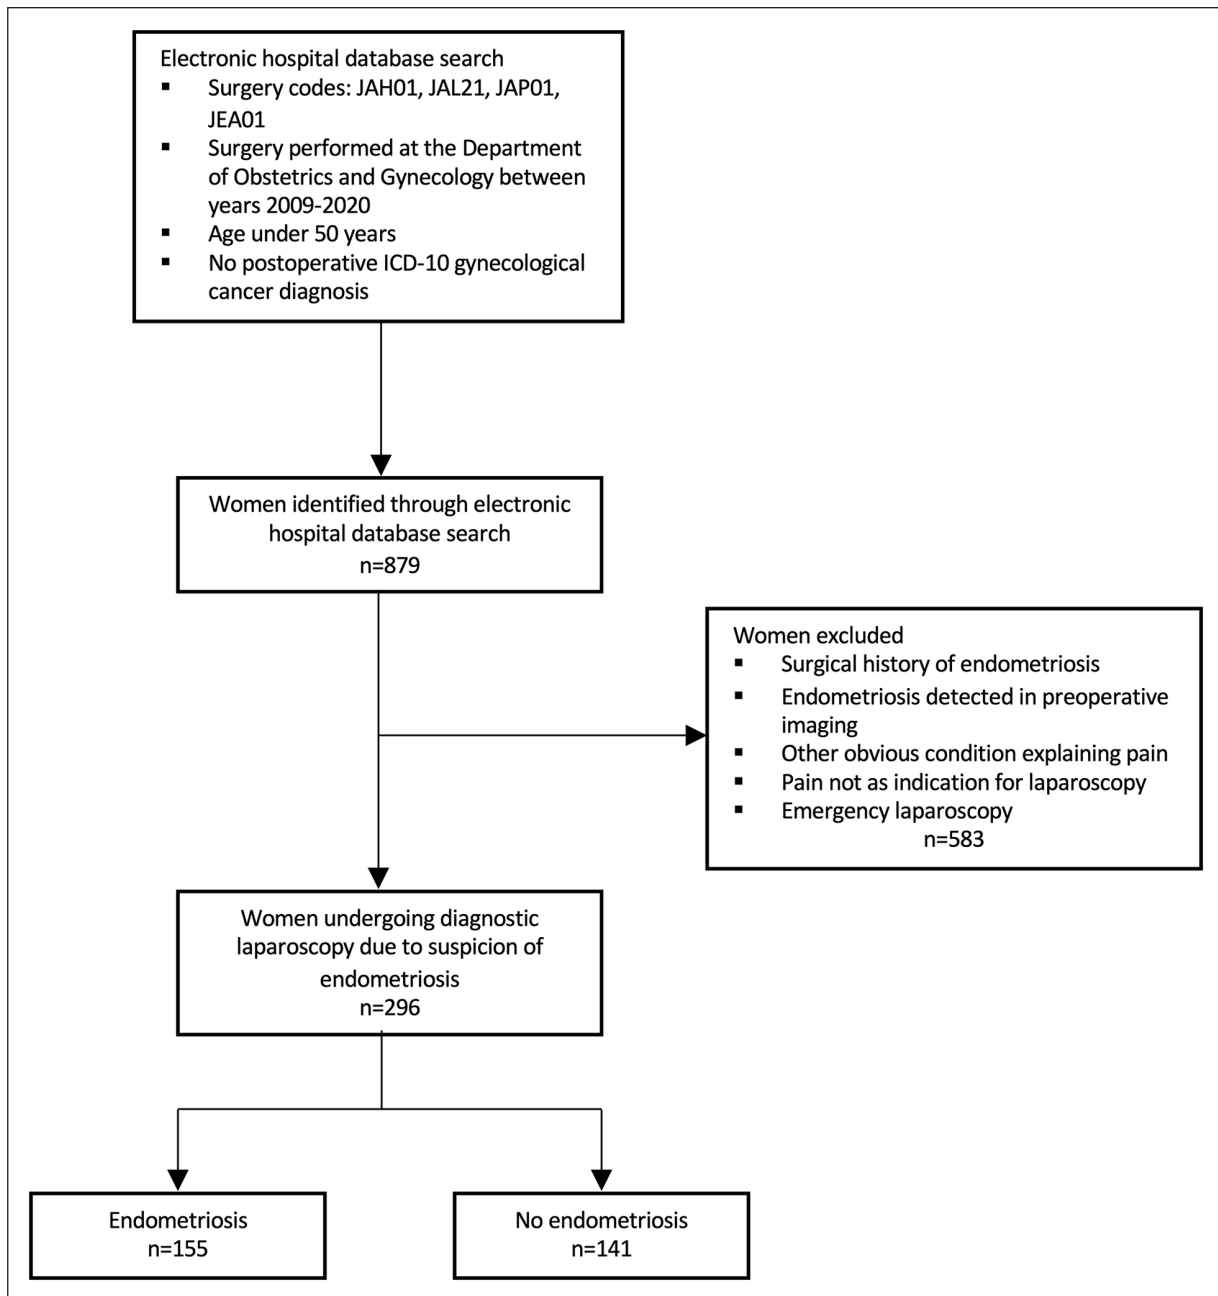 Electronic hospital database search
▪ Surgery codes: JAH01, JAL21, JAP01,
JEA01
▪ Surgery performed at the Department
of Obstetrics and Gynecology between
years 2009-2020
▪ Age under 50 years
▪ No postoperative ICD-10 gynecological
cancer diagnosis
Women identified through electronic
hospital database search
n=879
Women excluded
▪ Surgical history of endometriosis
▪ Endometriosis detected in preoperative
imaging
▪ Other obvious condition explaining pain
▪ Pain not as indication for laparoscopy
▪ Emergency laparoscopy
n=583
Women undergoing diagnostic
laparoscopy due to suspicion of
endometriosis
n=296
Endometriosis
n=155
No endometriosis
n=141